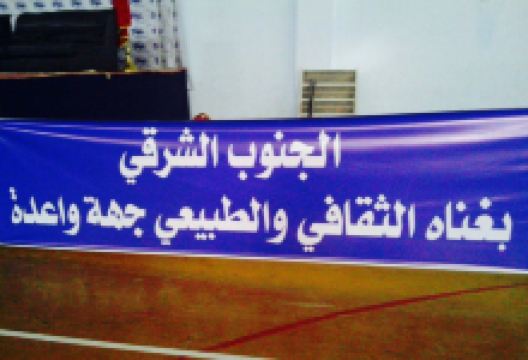 الجنوب الشرقي
بغناه الثقافي والطبيعي جهة واعدة